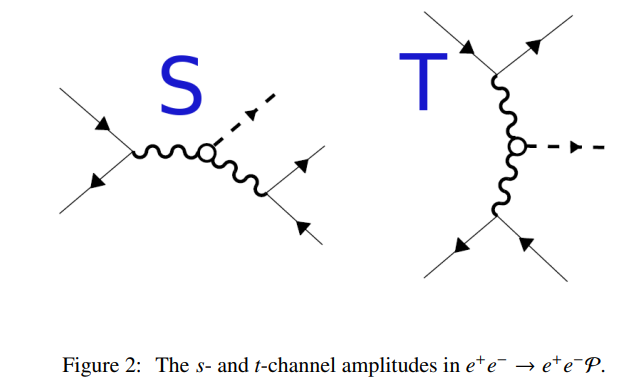 S
T
Figure 2: The s- and t-channel amplitudes in e⁺e⁻ → e⁺e⁻𝒫.